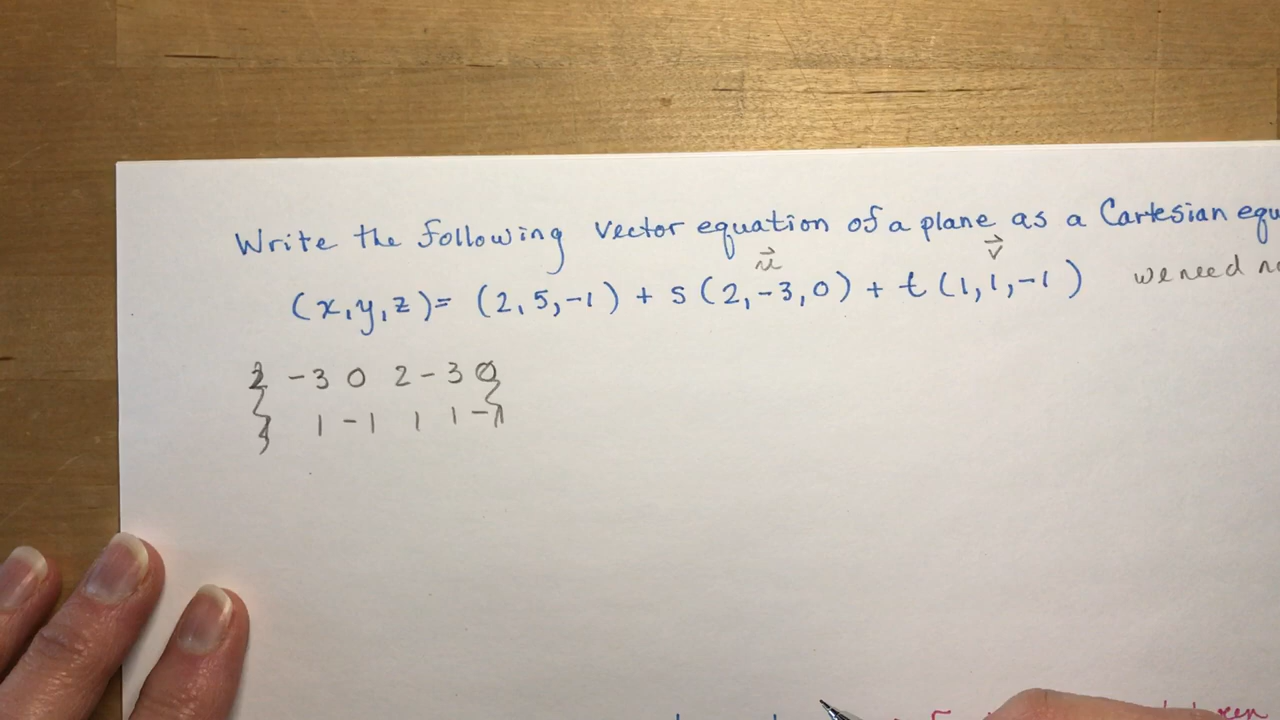 Write the following vector equation of a plane as a Cartesian equ
u v
(x,y,z)= (2,5,-1) + s(2,-3,0) + t(1,1,-1) we need
2 -3 0 2 -3 0
1 1 -1 1 1 -1